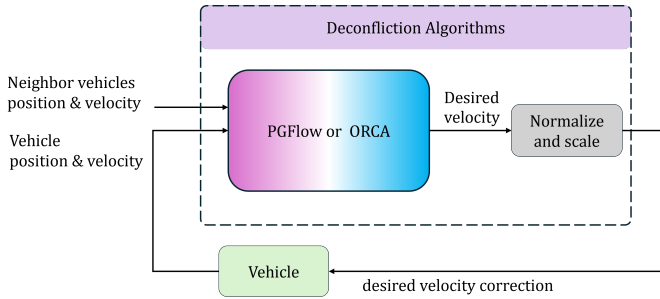 Deconfliction Algorithms
Neighbor vehicles
position & velocity
Vehicle
position & velocity
PGFlow or ORCA
Desired
velocity
Normalize
and scale
Vehicle
desired velocity correction